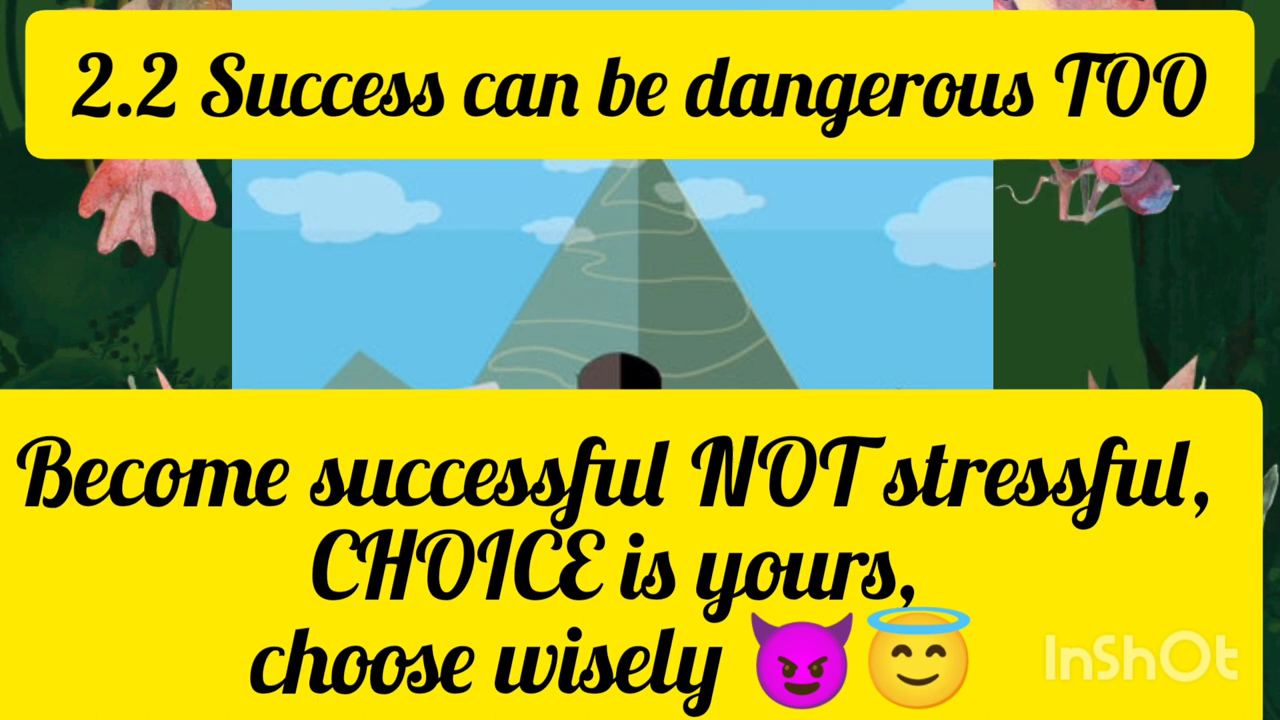 2.2 Success can be dangerous TOO
Become successful NOT stressful,
CHOICE is yours,
choose wisely 😈😇
InShOt